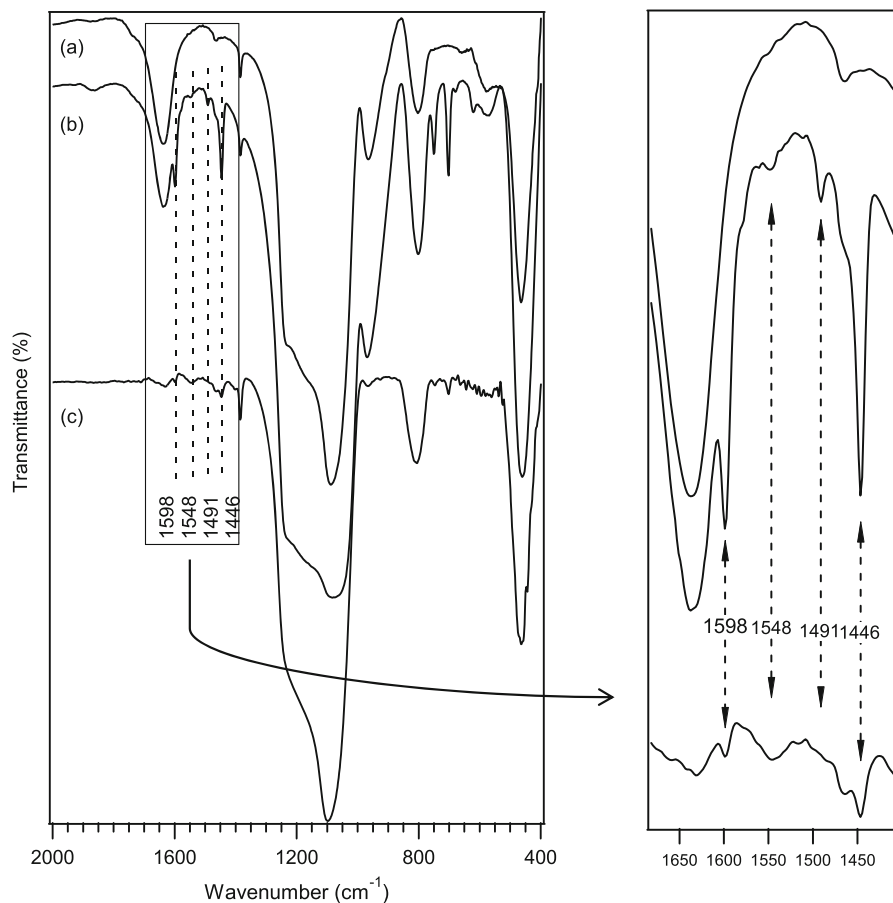 (a)
(b)
(c)
Transmittance (%)
1598
1548
1491
1446
2000 1600 1200 800 400
Wavenumber (cm-1)
1598 1548 1491 1446
1650 1600 1550 1500 1450